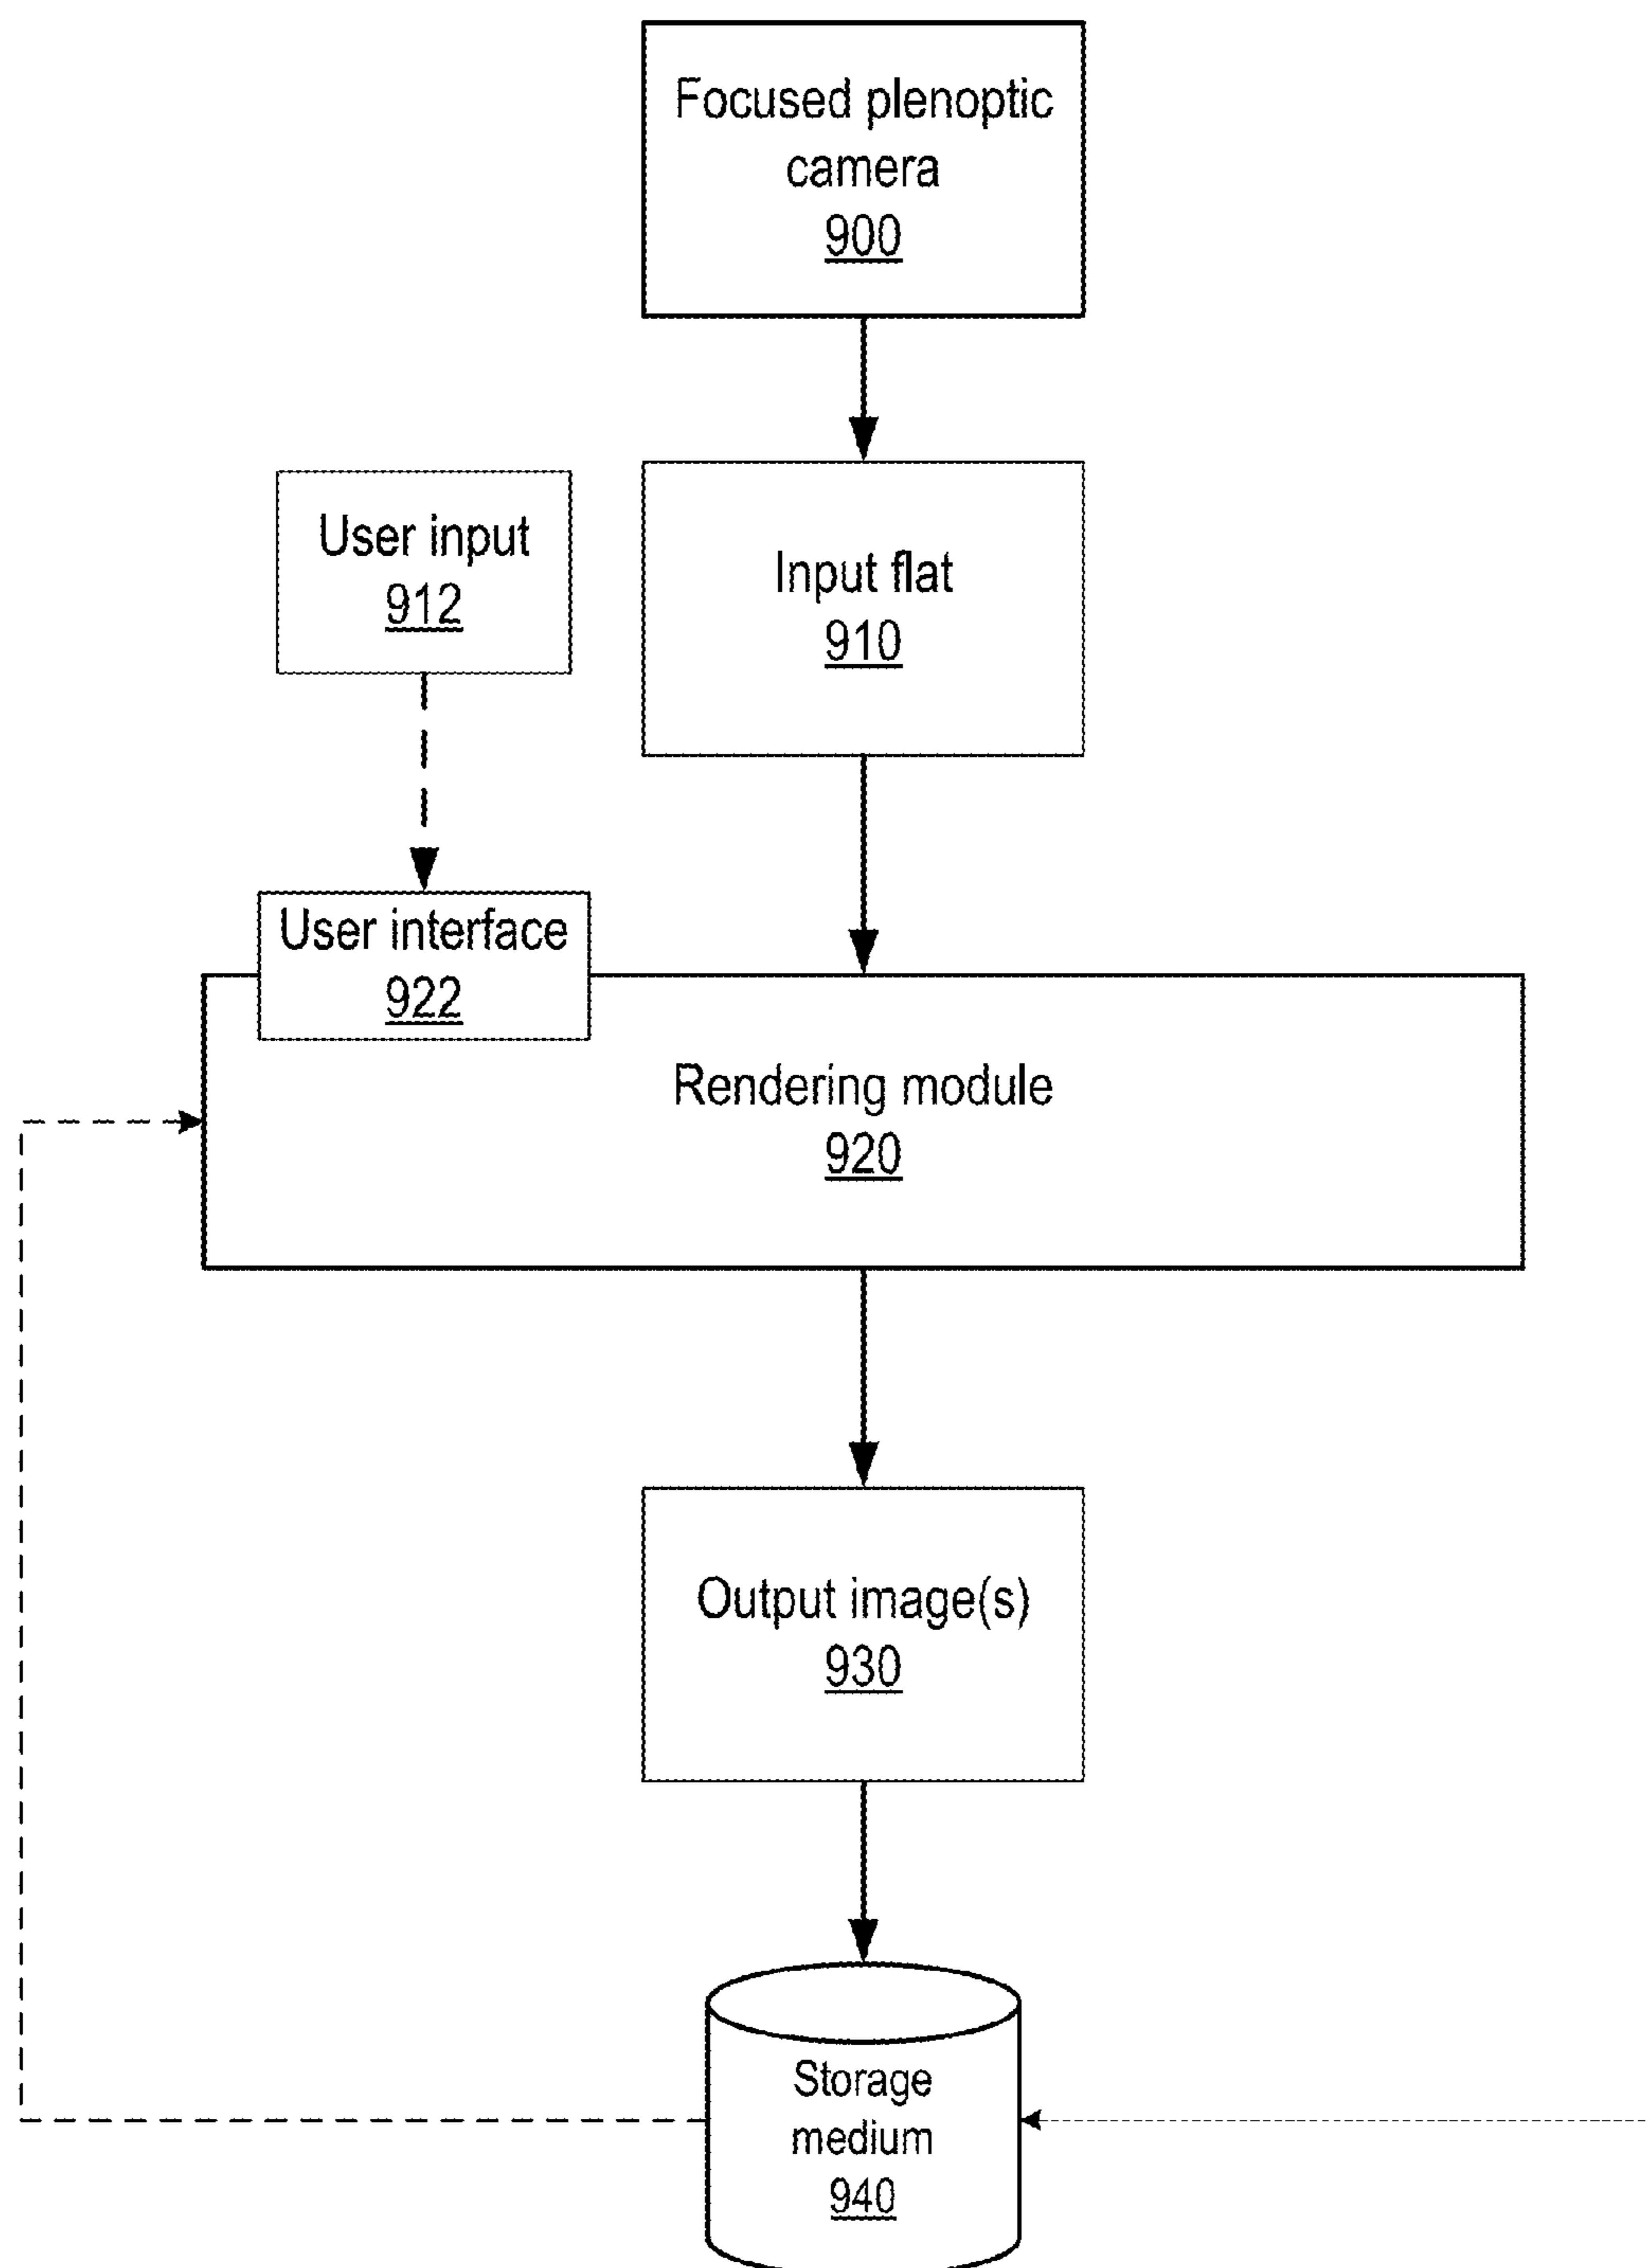 Focused plenoptic
camera
900
User input
912
Input flat
910
User interface
922
Rendering module
920
Output image(s)
930
Storage
medium
940